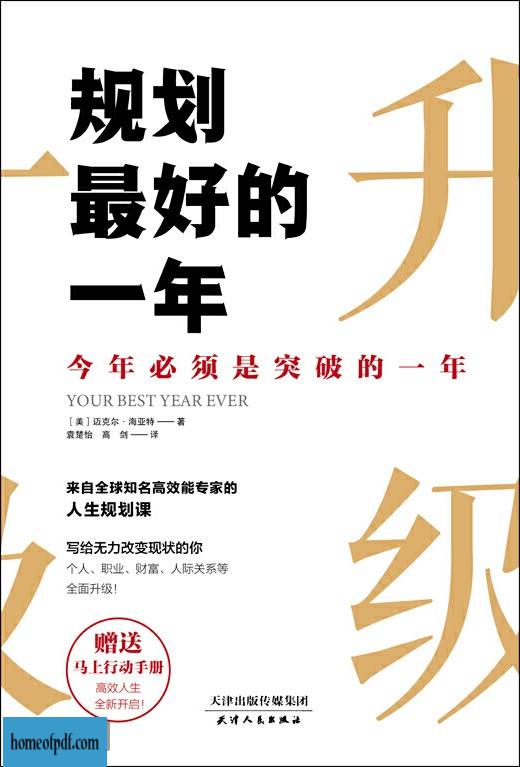 规划
最好的
一年
升
级
今年必须是突破的一年
YOUR BEST YEAR EVER
［美］迈克尔·海亚特——著
袁楚怡 高 剑——译
来自全球知名高效能专家的
人生规划课
写给无力改变现状的你
个人、职业、财富、人际关系等
全面升级！
赠送
马上行动手册
高效人生
全新开启！
天津出版传媒集团
天津人民出版社
homeofpdf.com